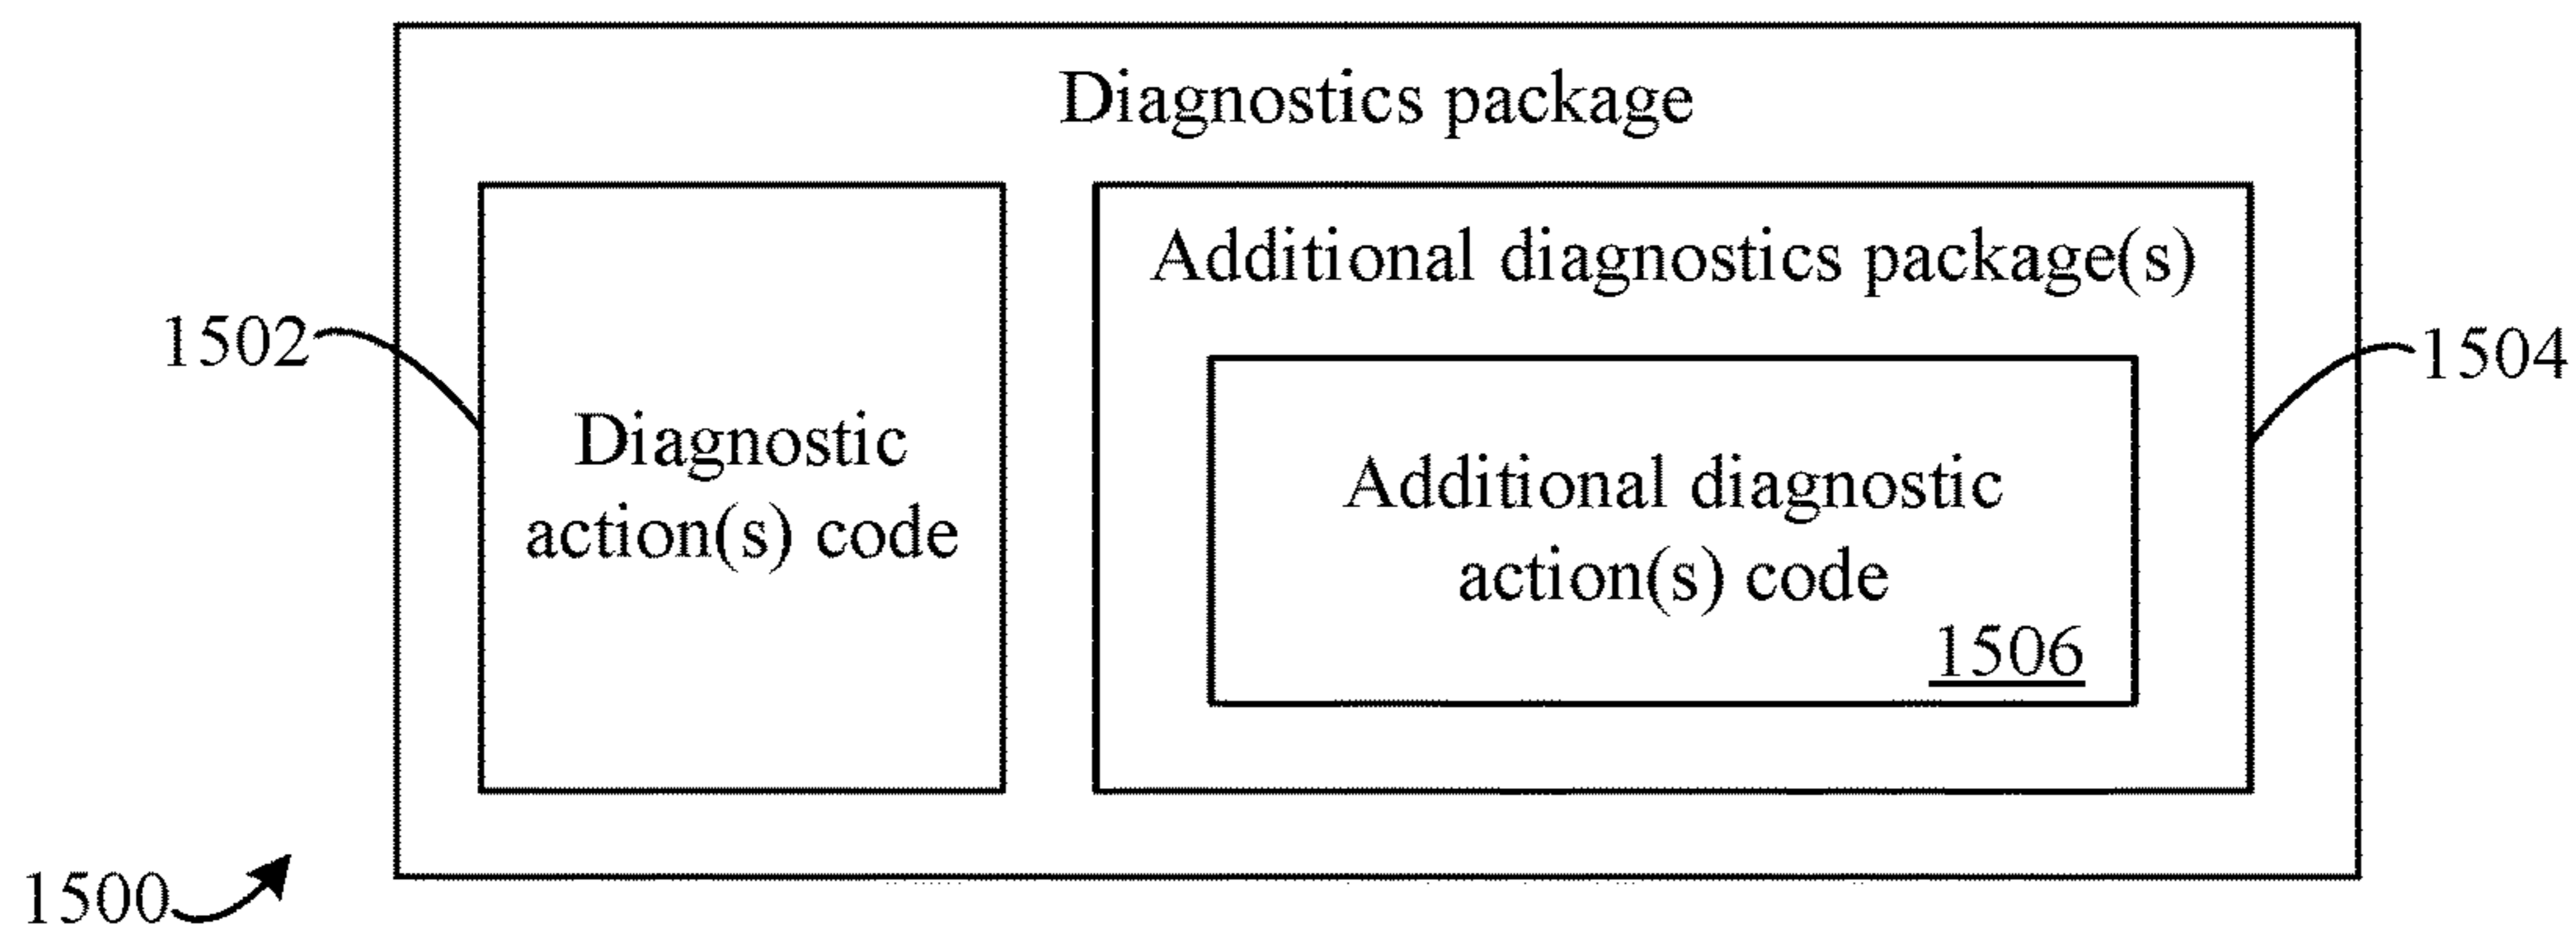 Diagnostics package
Additional diagnostics package(s)
1502
1504
Diagnostic
action(s) code
Additional diagnostic
action(s) code
1506
1500